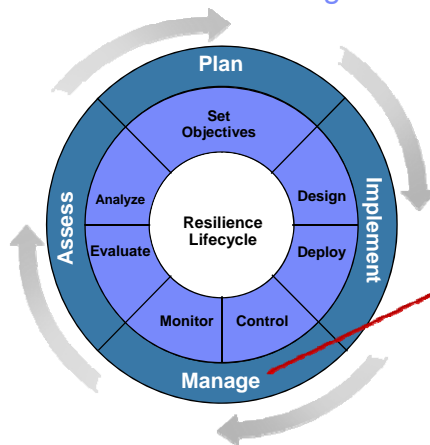 Plan
Set
Objectives
Analyze
Design
Assess
Implement
Resilience
Lifecycle
Evaluate
Deploy
Monitor
Control
Manage